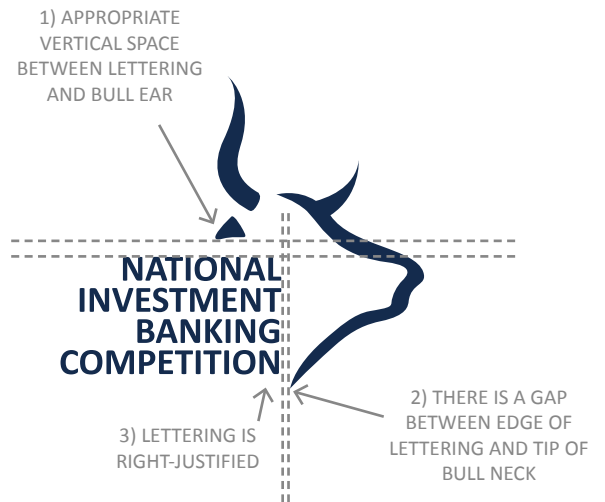 1) APPROPRIATE
VERTICAL SPACE
BETWEEN LETTERING
AND BULL EAR
NATIONAL
INVESTMENT
BANKING
COMPETITION
2) THERE IS A GAP
BETWEEN EDGE OF
LETTERING AND TIP OF
BULL NECK
3) LETTERING IS
RIGHT-JUSTIFIED